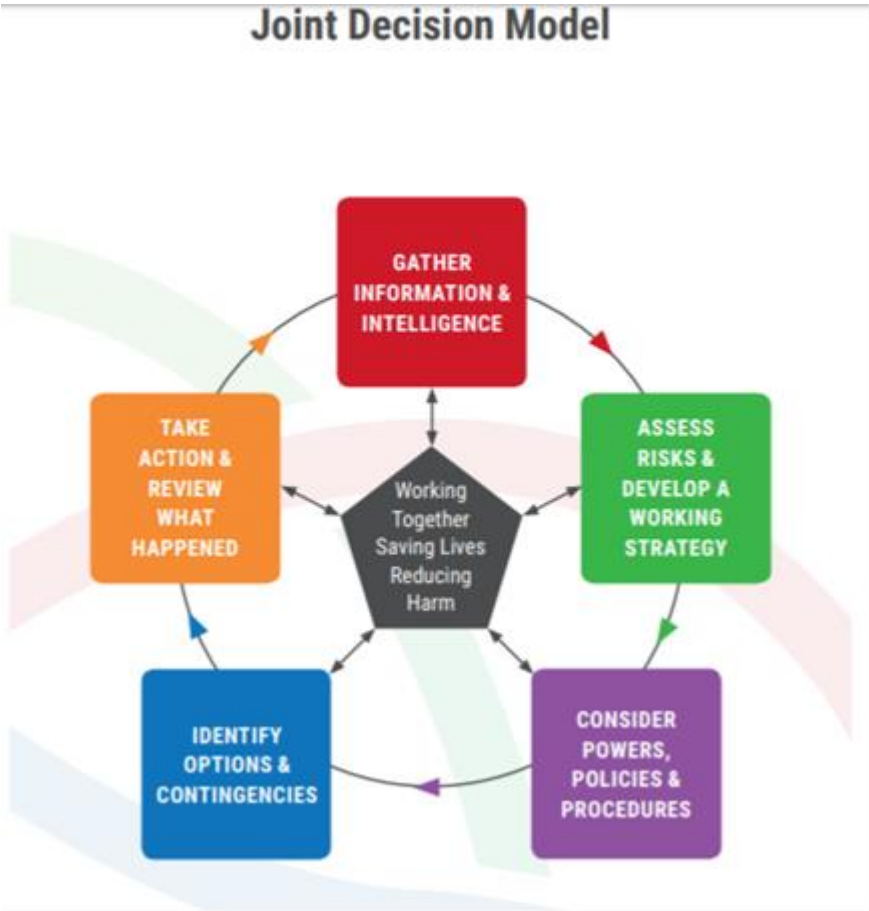 Joint Decision Model
GATHER
INFORMATION &
INTELLIGENCE
ASSESS
RISKS &
DEVELOP A
WORKING
STRATEGY
CONSIDER
POWERS,
POLICIES &
PROCEDURES
IDENTIFY
OPTIONS &
CONTINGENCIES
TAKE
ACTION &
REVIEW
WHAT
HAPPENED
Working
Together
Saving Lives
Reducing
Harm